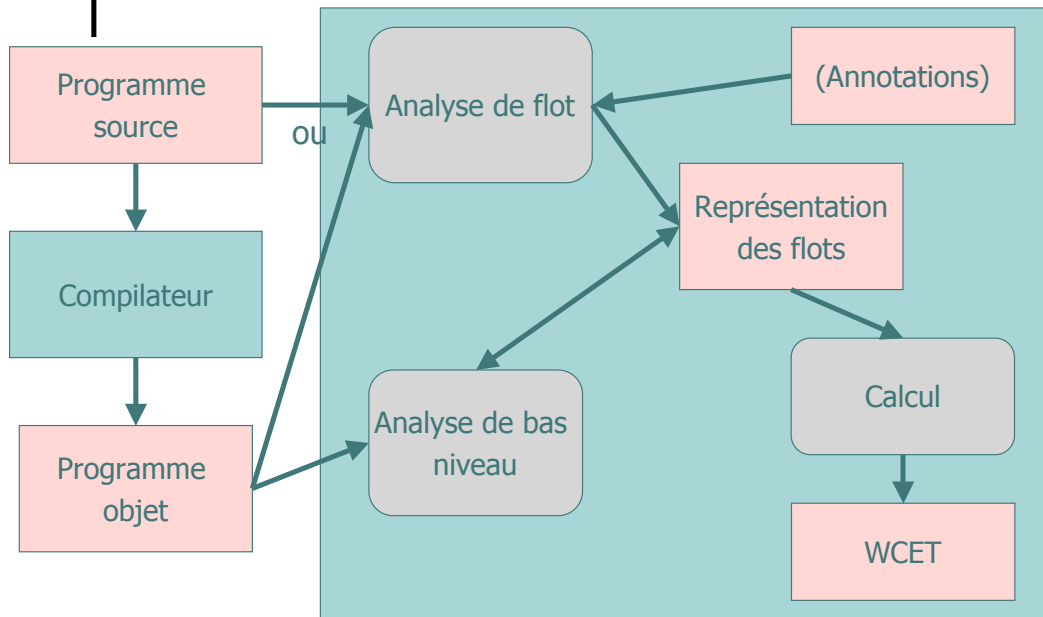 Programme
source
ou
Analyse de flot
(Annotations)
Représentation
des flots
Compilateur
Calcul
Analyse de bas
niveau
Programme
objet
WCET